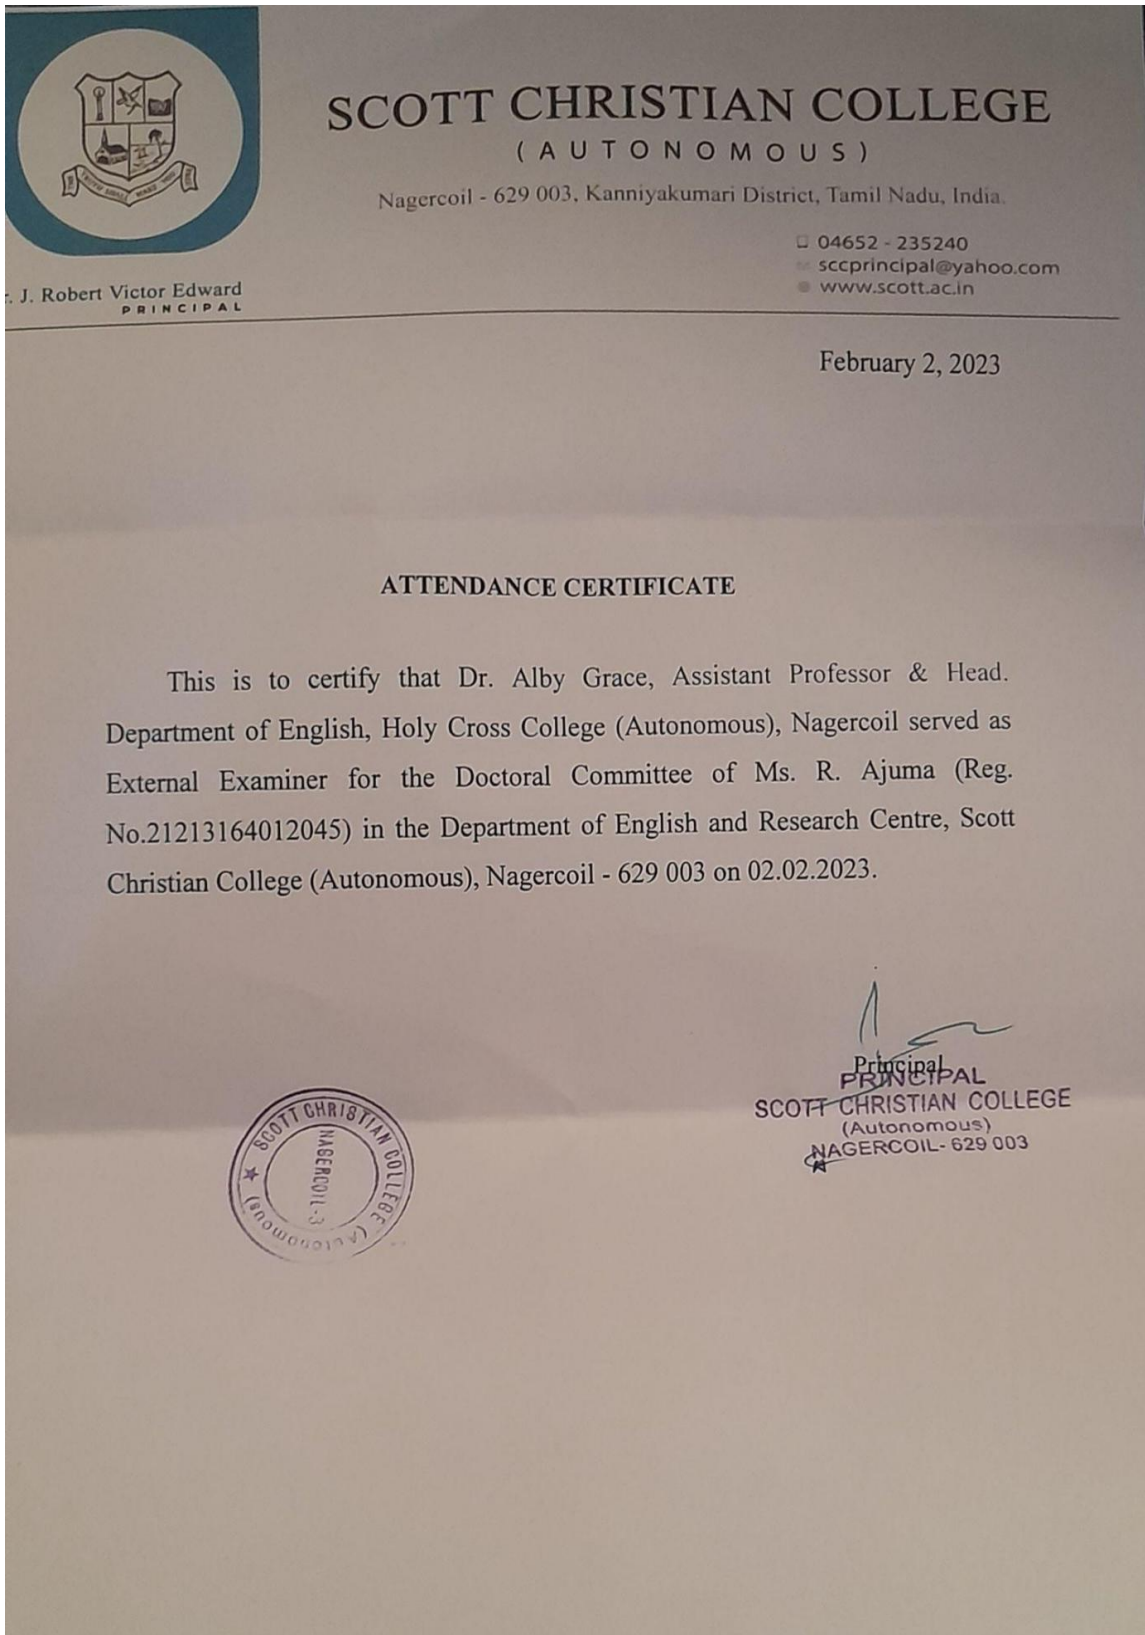 SCOTT CHRISTIAN COLLEGE
(AUTONOMOUS)
Nagercoil - 629 003, Kanniyakumari District, Tamil Nadu, India.
04652 - 235240
sccprincipal@yahoo.com
www.scott.ac.in
r. J. Robert Victor Edward
PRINCIPAL
February 2, 2023
ATTENDANCE CERTIFICATE
This is to certify that Dr. Alby Grace, Assistant Professor & Head.
Department of English, Holy Cross College (Autonomous), Nagercoil served as
External Examiner for the Doctoral Committee of Ms. R. Ajuma (Reg.
No.21213164012045) in the Department of English and Research Centre, Scott
Christian College (Autonomous), Nagercoil - 629 003 on 02.02.2023.
Principal
PRINCIPAL
SCOTT CHRISTIAN COLLEGE
(Autonomous)
NAGERCOIL- 629 003
SCOTT CHRISTIAN COLLEGE (Autonomous)
NAGERCOIL-3